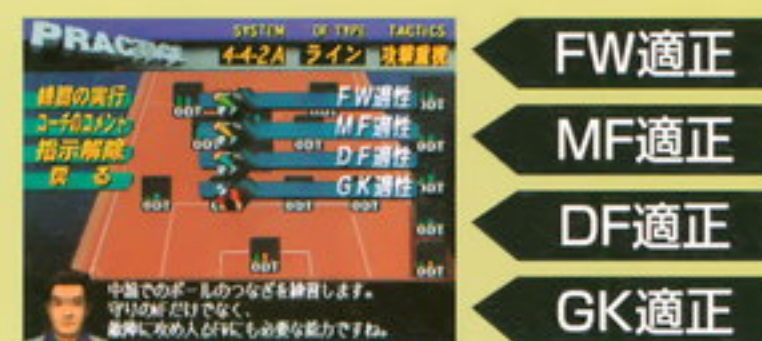 PRACTICE
SYSTEM DF TYPE TACTICS
4-4-2A ライン 攻撃重視
練習の実行
コーチのコメント
指示解除
戻る
FW適性
MF適性
DF適性
GK適性
中盤でのボールのつなぎを練習します。
守りのMFだけでなく、
敵陣に攻め入るFWにも必要な能力ですね。
FW適正
MF適正
DF適正
GK適正